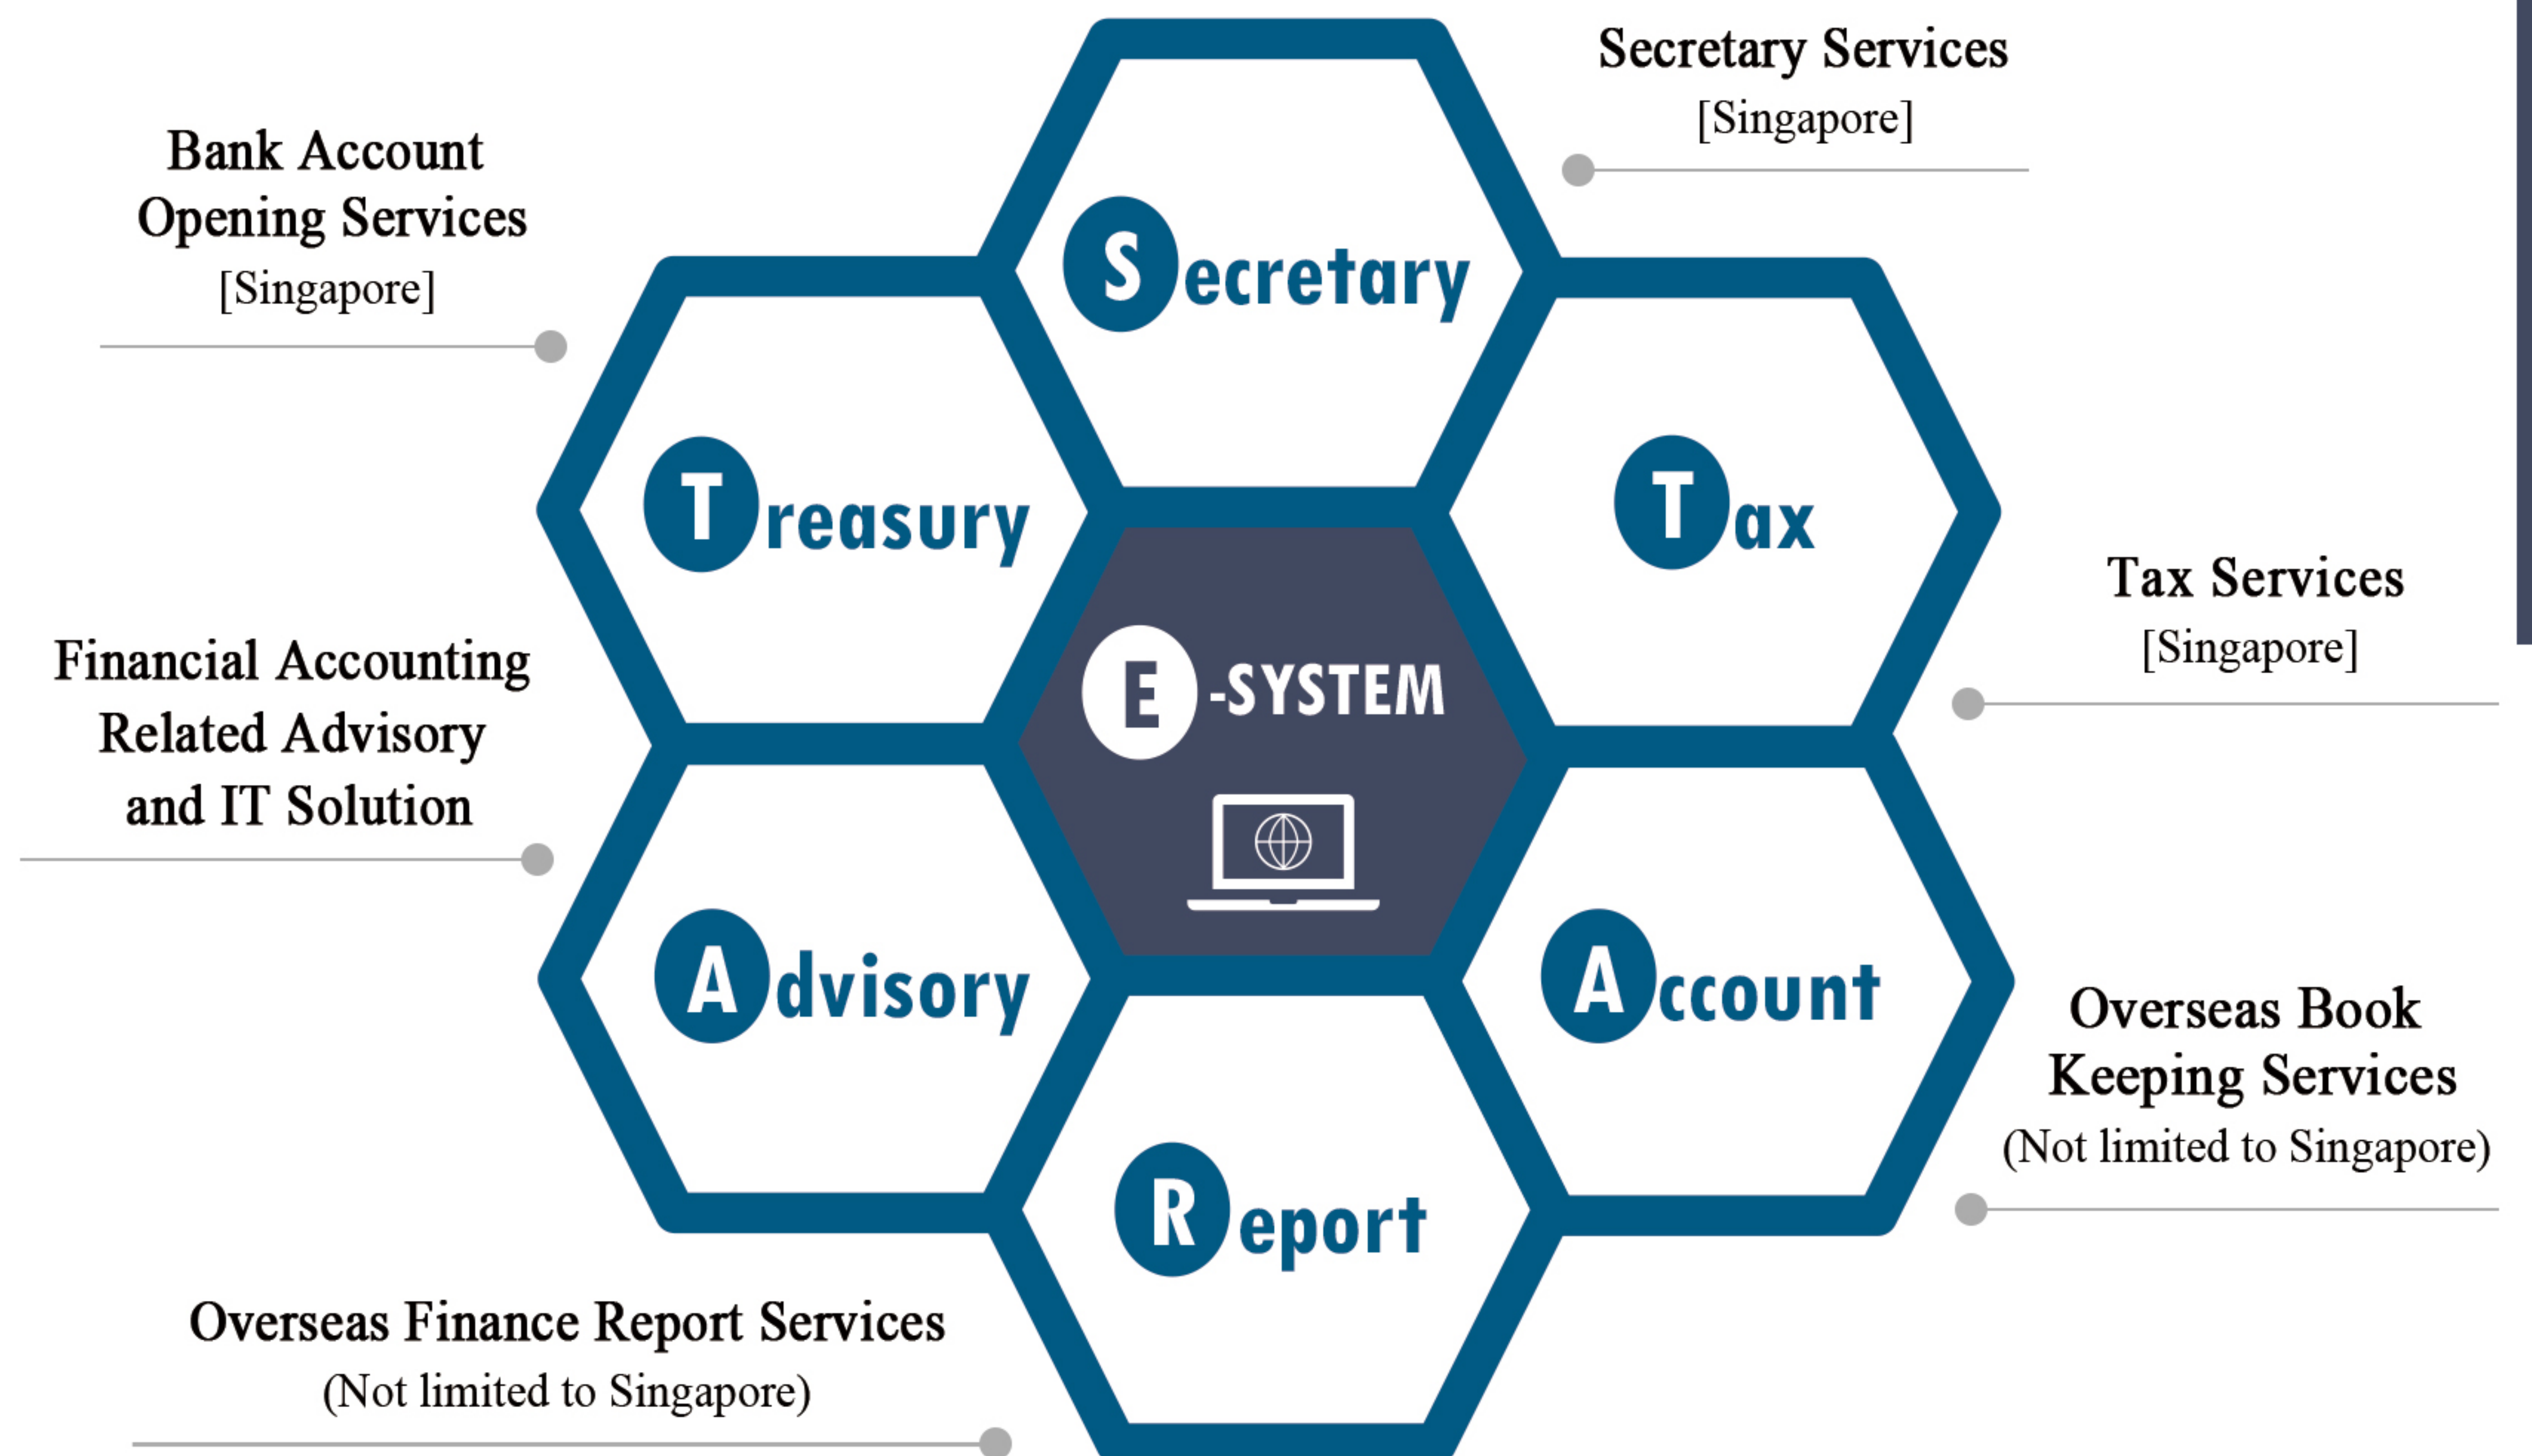 Secretary Services
[Singapore]
Bank Account
Opening Services
[Singapore]
Secretary
Treasury
Tax
Tax Services
[Singapore]
Financial Accounting
Related Advisory
and IT Solution
E-SYSTEM
Advisory
Account
Overseas Book
Keeping Services
(Not limited to Singapore)
Report
Overseas Finance Report Services
(Not limited to Singapore)